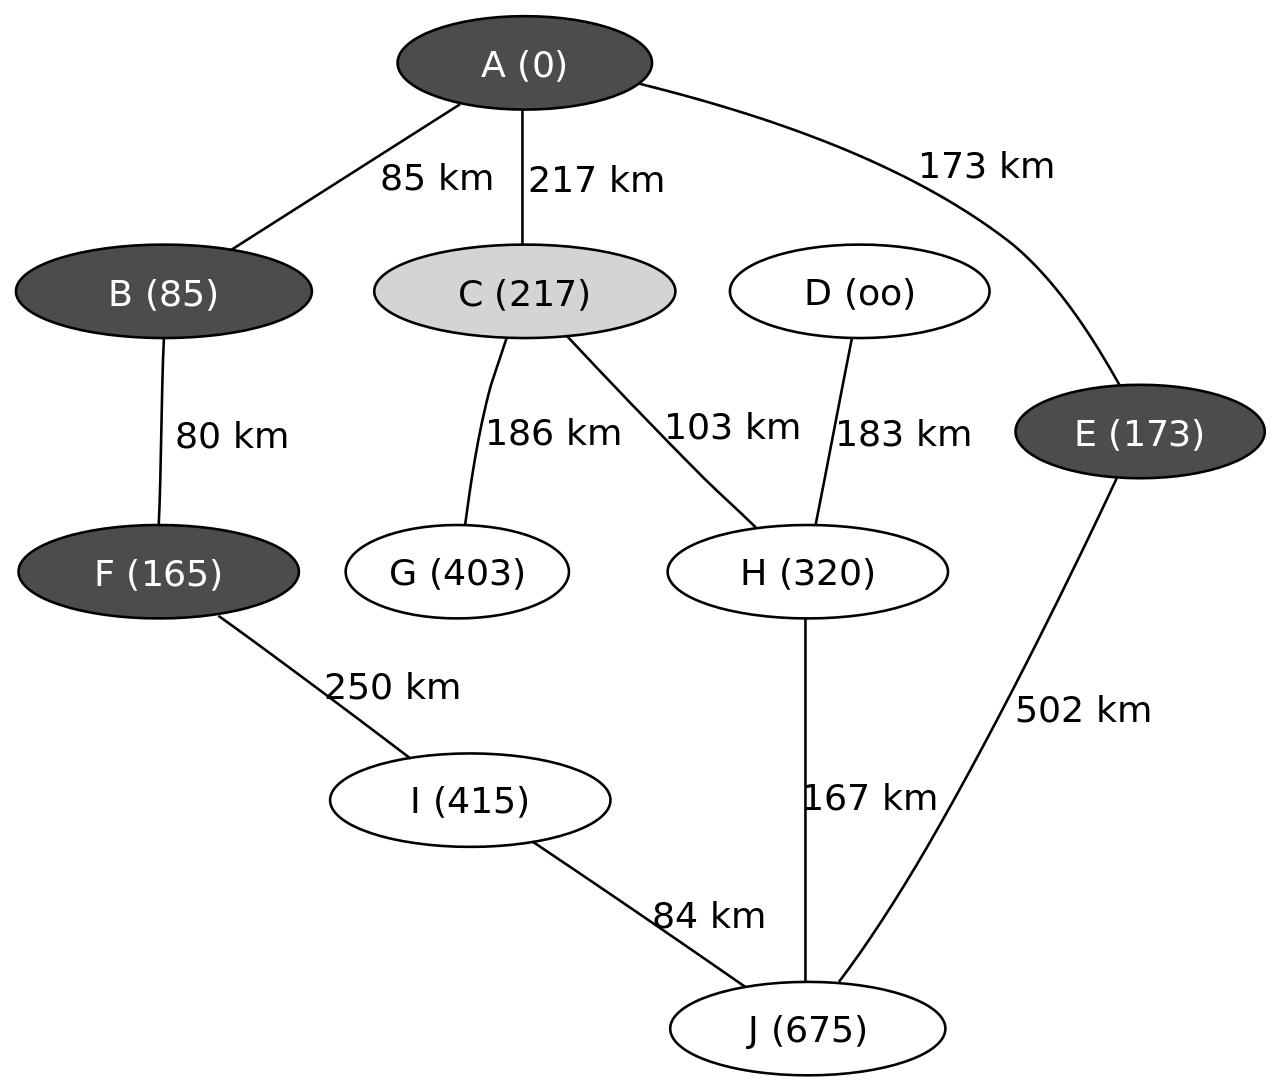 A (0)
173 km
85 km
217 km
B (85)
C (217)
D (oo)
80 km
186 km
103 km
183 km
E (173)
F (165)
G (403)
H (320)
250 km
502 km
I (415)
167 km
84 km
J (675)